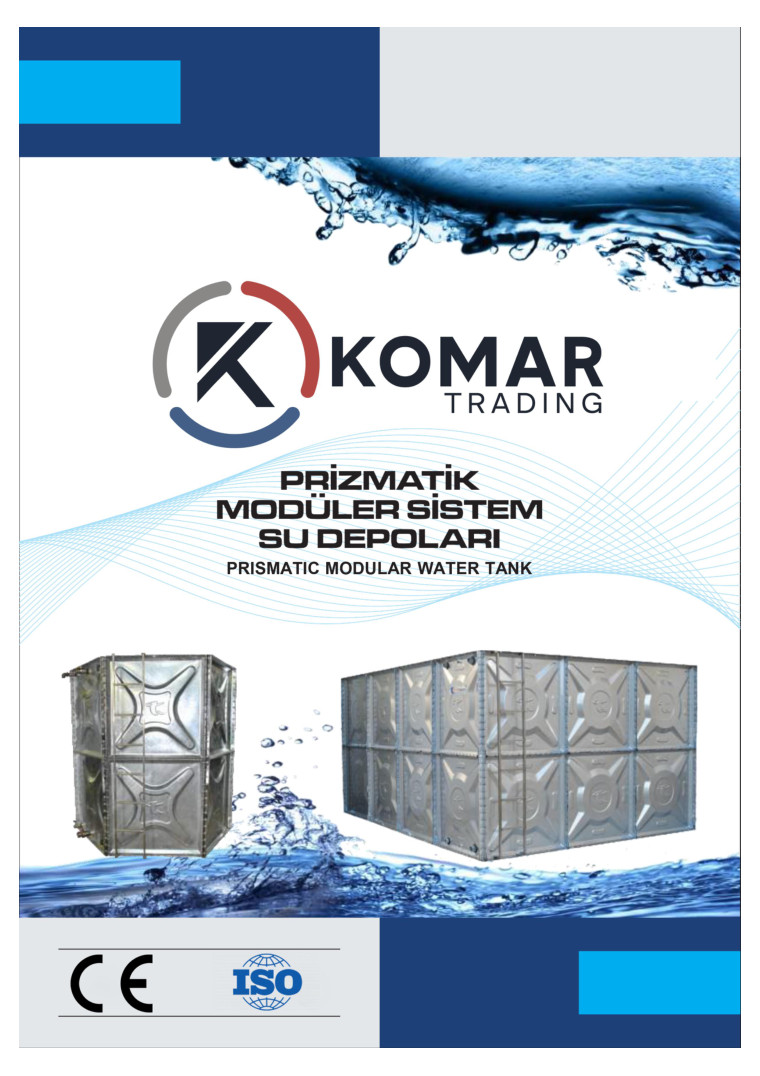 KOMAR
TRADING
PRİZMATİK
MODÜLER SİSTEM
SU DEPOLARI
PRISMATIC MODULAR WATER TANK
CE
ISO